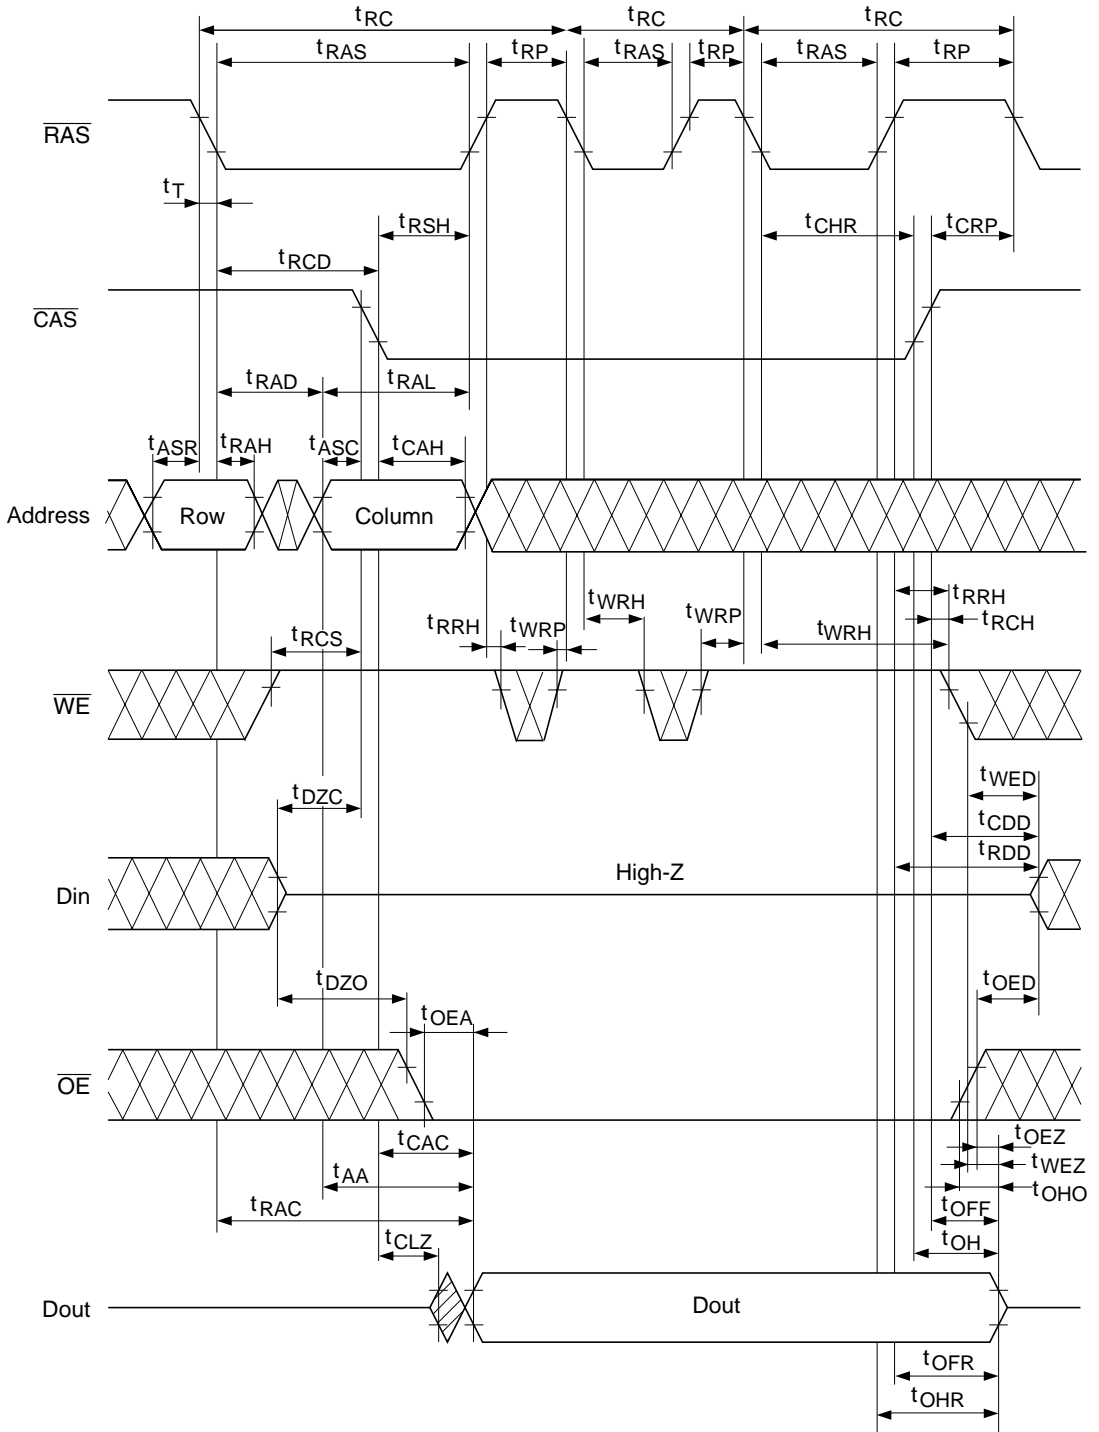 tRC tRC tRC
tRAS tRP tRAS tRP tRAS tRP
RAS
tT
tRSH tCHR tCRP
tRCD
CAS
tRAD tRAL
tASR tRAH tASC tCAH
Address Row Column
tRRH
tWRH tWRP tRCH
tRCS tRRH tWRP tWRH
WE
tWED
tDZC
tCDD
tRDD
High-Z
Din
tDZO tOED
tOEA
OE
tCAC tOEZ
tWEZ
tAA
tOHO
tRAC tOFF
tCLZ tOH
Dout Dout
tOFR
tOHR